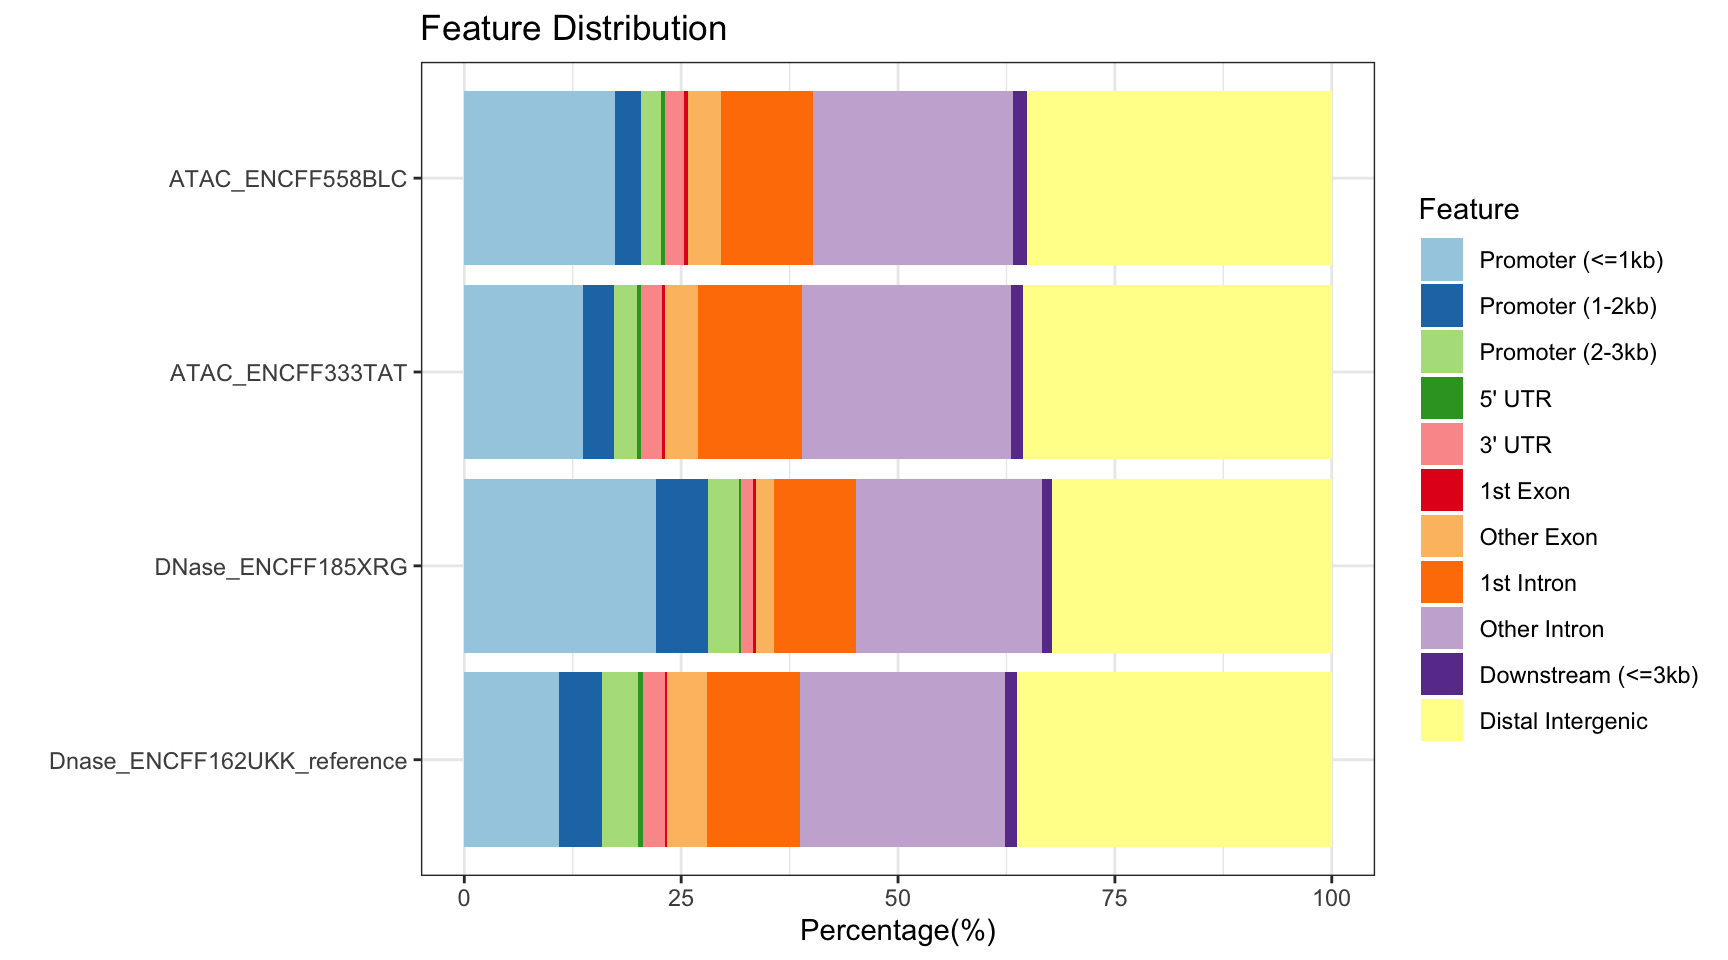 Feature Distribution
ATAC_ENCFF558BLC
ATAC_ENCFF333TAT
DNase_ENCFF185XRG
Dnase_ENCFF162UKK_reference
0 25 50 75 100
Percentage(%)
Feature
Promoter (<=1kb)
Promoter (1-2kb)
Promoter (2-3kb)
5' UTR
3' UTR
1st Exon
Other Exon
1st Intron
Other Intron
Downstream (<=3kb)
Distal Intergenic